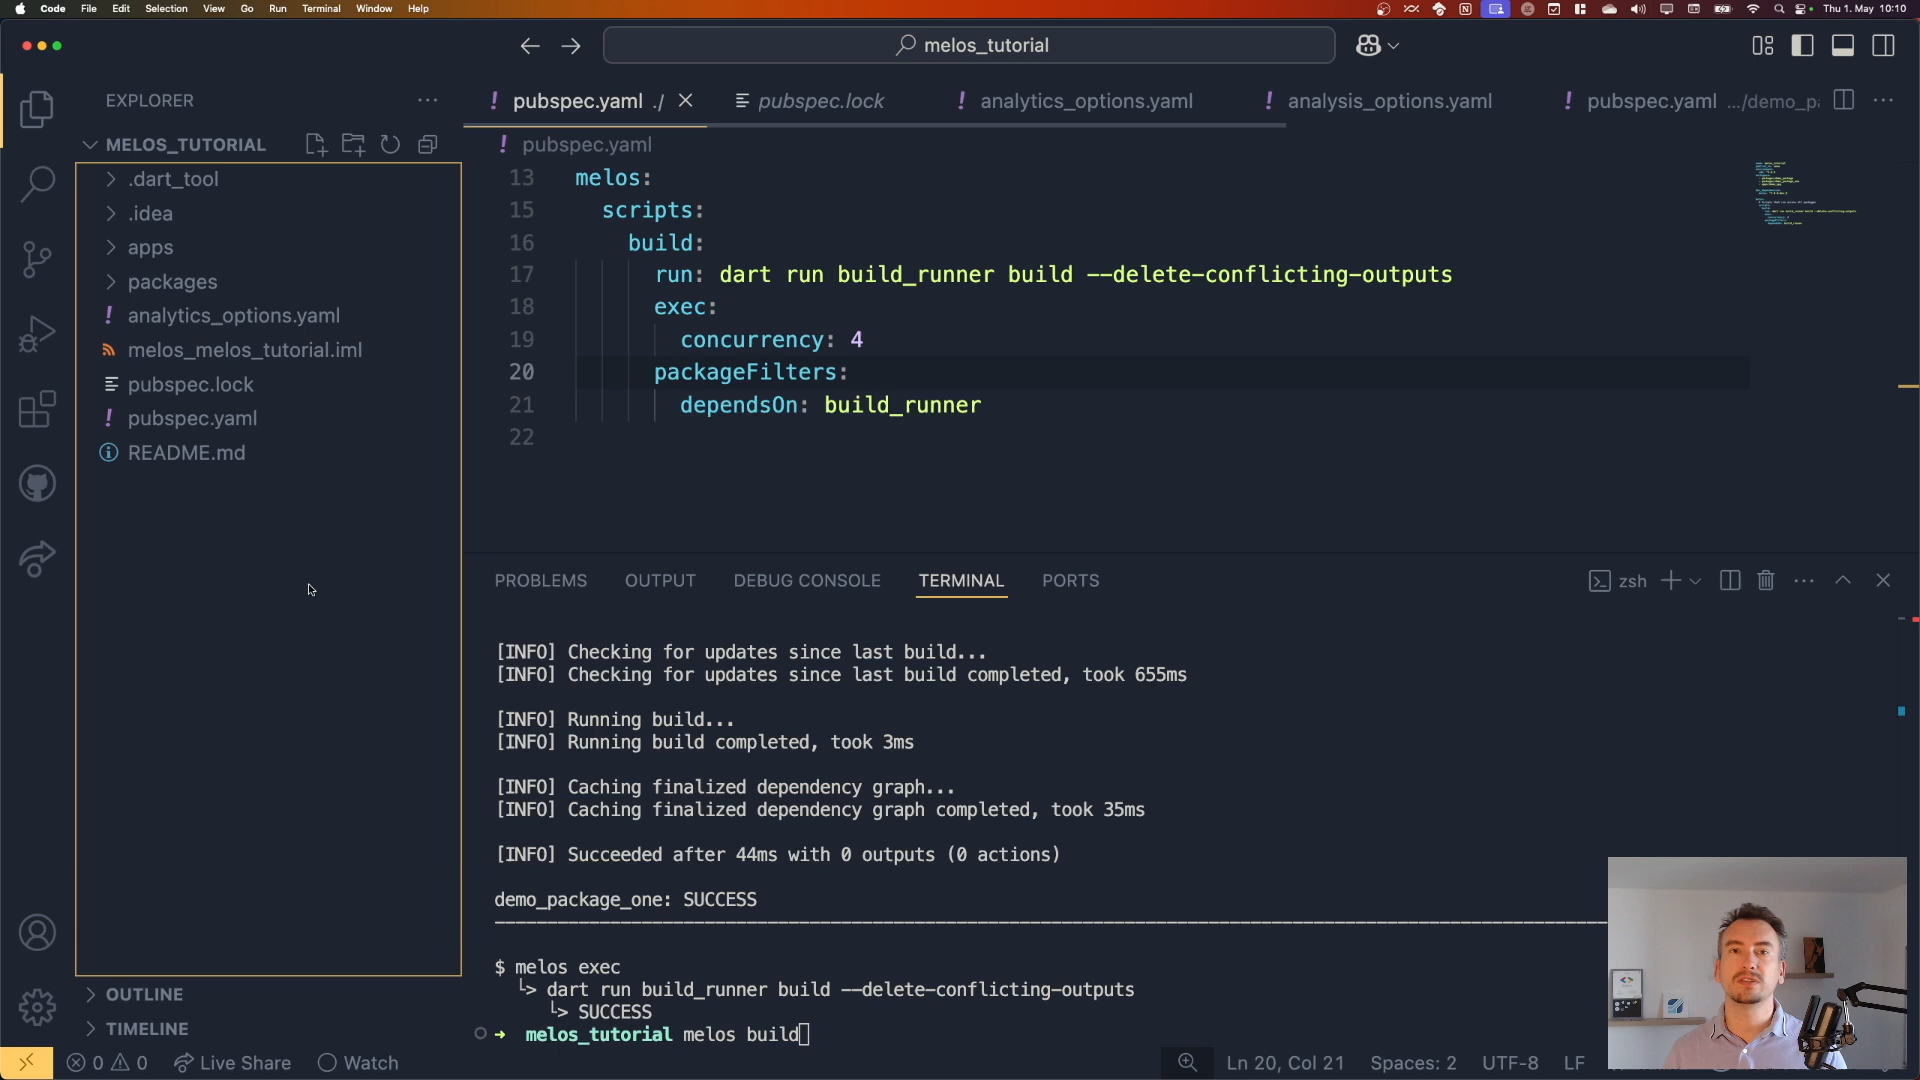 Code File Edit Selection View Go Run Terminal Window Help
Thu 1. May 10:10
melos_tutorial
EXPLORER
MELOS_TUTORIAL
.dart_tool
.idea
apps
packages
analytics_options.yaml
melos_melos_tutorial.iml
pubspec.lock
pubspec.yaml
README.md
OUTLINE
TIMELINE
pubspec.yaml ./
pubspec.lock
analytics_options.yaml
analysis_options.yaml
pubspec.yaml .../demo_pa
pubspec.yaml
13 melos:
15 scripts:
16 build:
17 run: dart run build_runner build --delete-conflicting-outputs
18 exec:
19 concurrency: 4
20 packageFilters:
21 dependsOn: build_runner
22
PROBLEMS OUTPUT DEBUG CONSOLE TERMINAL PORTS
zsh
[INFO] Checking for updates since last build...
[INFO] Checking for updates since last build completed, took 655ms
[INFO] Running build...
[INFO] Running build completed, took 3ms
[INFO] Caching finalized dependency graph...
[INFO] Caching finalized dependency graph completed, took 35ms
[INFO] Succeeded after 44ms with 0 outputs (0 actions)
demo_package_one: SUCCESS
$ melos exec
└> dart run build_runner build --delete-conflicting-outputs
└> SUCCESS
➜ melos_tutorial melos build
0 0 Live Share Watch
Ln 20, Col 21 Spaces: 2 UTF-8 LF